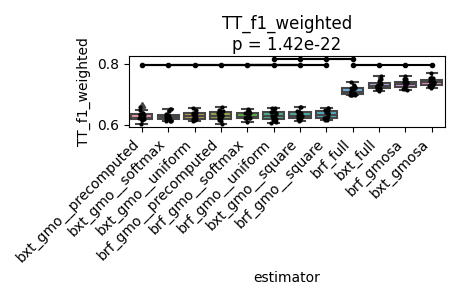 TT_f1_weighted
p = 1.42e-22
TT_f1_weighted
0.8
0.6
bxt_gmo__precomputed
bxt_gmo__softmax
bxt_gmo__uniform
brf_gmo__precomputed
brf_gmo__softmax
brf_gmo__uniform
bxt_gmo__square
brf_gmo__square
brf_full
bxt_full
brf_gmosa
bxt_gmosa
estimator